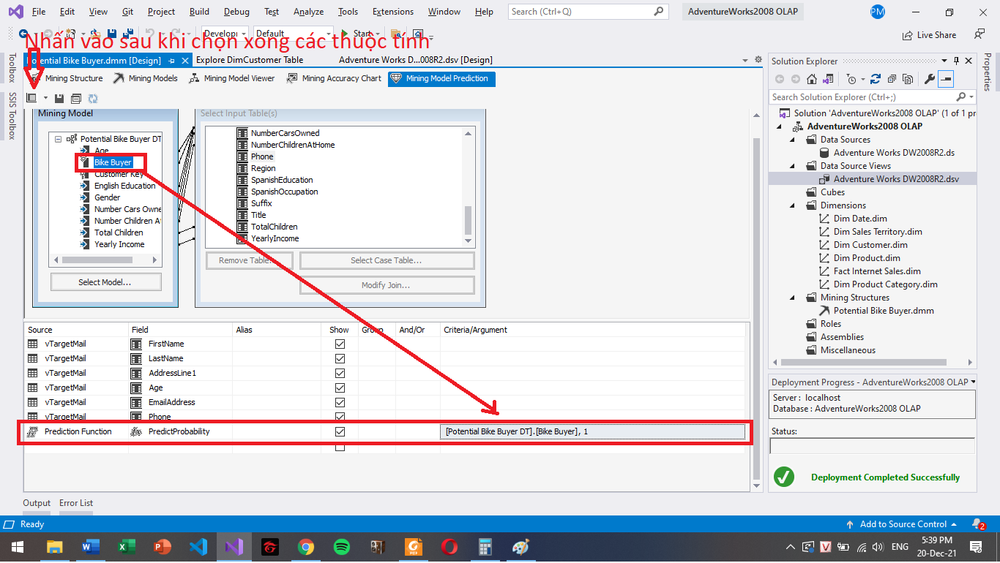 File Edit View Git Project Build Debug Test Analyze Tools Extensions Window Help Search (Ctrl+Q) AdventureWorks2008 OLAP PM
Develop Default Start Live Share
Nhấn vào sau khi chọn xong các thuộc tính
Potential Bike Buyer.dmm [Design] Explore DimCustomer Table Adventure Works D...008R2.dsv [Design]
Mining Structure Mining Models Mining Model Viewer Mining Accuracy Chart Mining Model Prediction
Toolbox
SSIS Toolbox
Mining Model
Potential Bike Buyer DT
Age
Bike Buyer
Customer Key
English Education
Gender
Number Cars Owne
Number Children A
Total Children
Yearly Income
Select Model...
Select Input Table(s)
NumberCarsOwned
NumberChildrenAtHome
Phone
Region
SpanishEducation
SpanishOccupation
Suffix
Title
TotalChildren
YearlyIncome
Remove Table...
Select Case Table...
Modify Join...
Source Field Alias Show Group And/Or Criteria/Argument
vTargetMail FirstName
vTargetMail LastName
vTargetMail AddressLine1
vTargetMail Age
vTargetMail EmailAddress
vTargetMail Phone
Prediction Function PredictProbability [Potential Bike Buyer DT].[Bike Buyer], 1
Solution Explorer
Search Solution Explorer (Ctrl+;)
Solution 'AdventureWorks2008 OLAP' (1 of 1 pr
AdventureWorks2008 OLAP
Data Sources
Adventure Works DW2008R2.ds
Data Source Views
Adventure Works DW2008R2.dsv
Cubes
Dimensions
Dim Date.dim
Dim Sales Territory.dim
Dim Customer.dim
Dim Product.dim
Fact Internet Sales.dim
Dim Product Category.dim
Mining Structures
Potential Bike Buyer.dmm
Roles
Assemblies
Miscellaneous
Properties
Deployment Progress - AdventureWorks2008 OLAP
Server : localhost
Database : AdventureWorks2008 OLAP
Status:
Deployment Completed Successfully
Output Error List
Ready Add to Source Control 2
ENG 5:39 PM
20-Dec-21